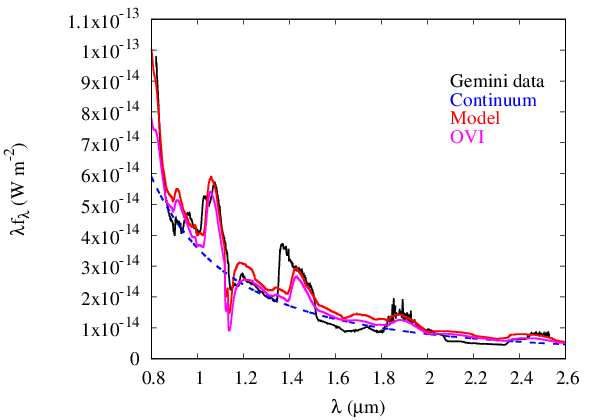 1.1x10^-13
1x10^-13
9x10^-14
8x10^-14
7x10^-14
6x10^-14
5x10^-14
4x10^-14
3x10^-14
2x10^-14
1x10^-14
0
λf_λ (W m^-2)
Gemini data
Continuum
Model
OVI
0.8 1 1.2 1.4 1.6 1.8 2 2.2 2.4 2.6
λ (μm)